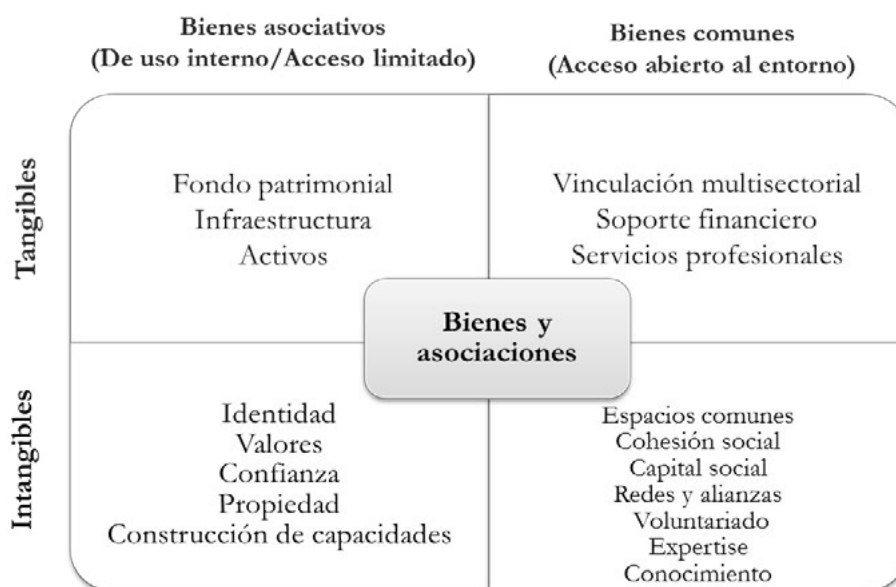 Bienes asociativos
(De uso interno/Acceso limitado)
Bienes comunes
(Acceso abierto al entorno)
Tangibles
Fondo patrimonial
Infraestructura
Activos
Vinculación multisectorial
Soporte financiero
Servicios profesionales
Bienes y
asociaciones
Intangibles
Identidad
Valores
Confianza
Propiedad
Construcción de capacidades
Espacios comunes
Cohesión social
Capital social
Redes y alianzas
Voluntariado
Expertise
Conocimiento